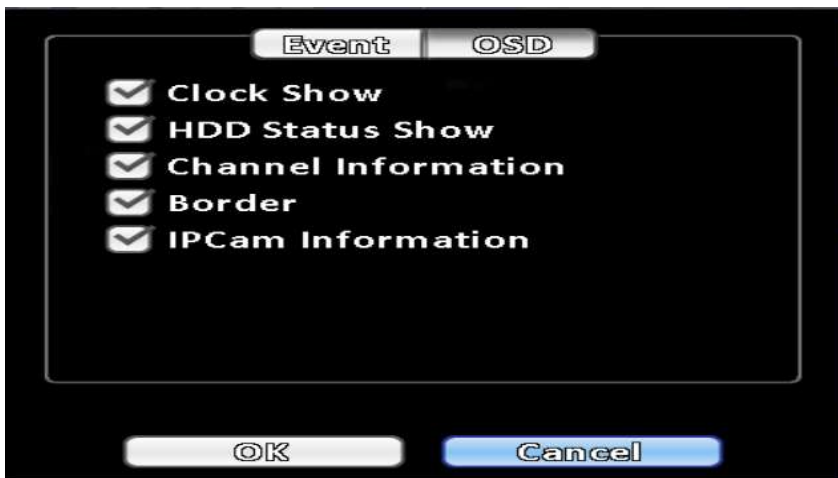 Event OSD
Clock Show
HDD Status Show
Channel Information
Border
IPCam Information
OK Cancel